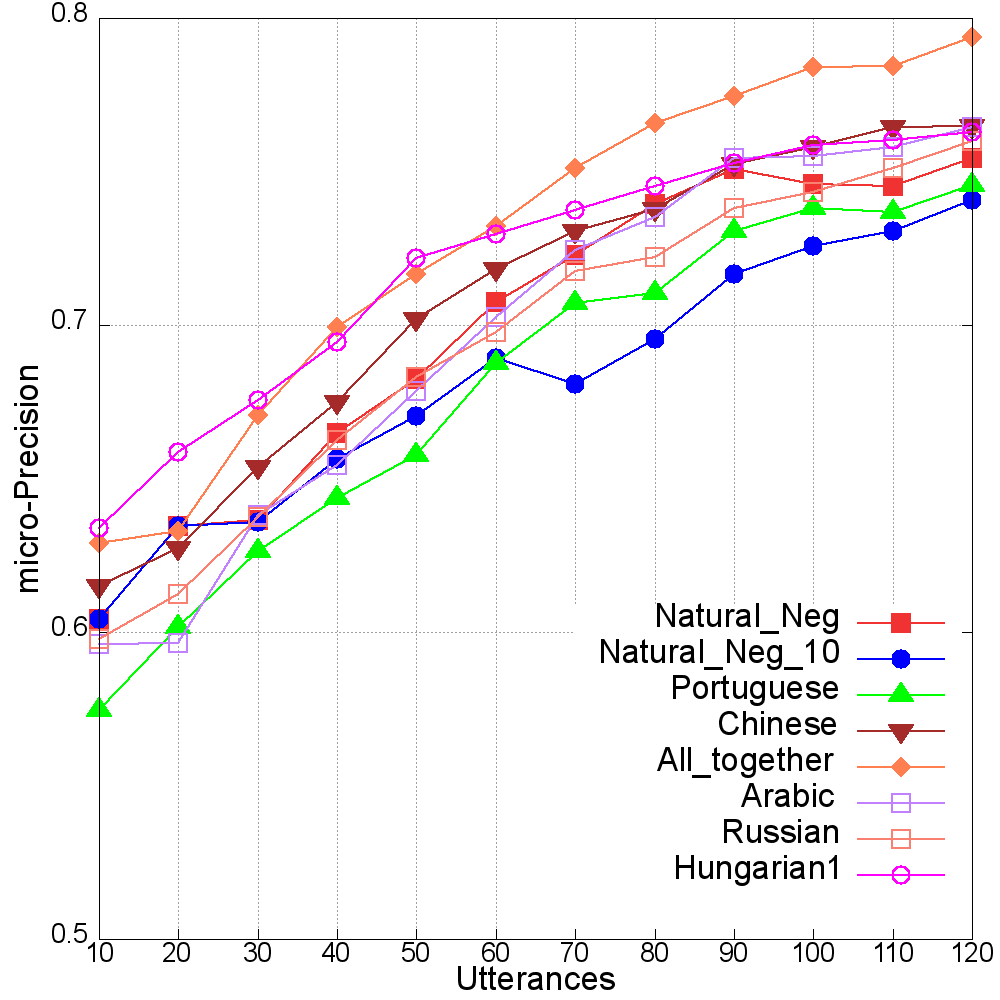 0.8
0.7
0.6
0.5
micro-Precision
Natural_Neg
Natural_Neg_10
Portuguese
Chinese
All_together
Arabic
Russian
Hungarian1
10 20 30 40 50 60 70 80 90 100 110 120
Utterances